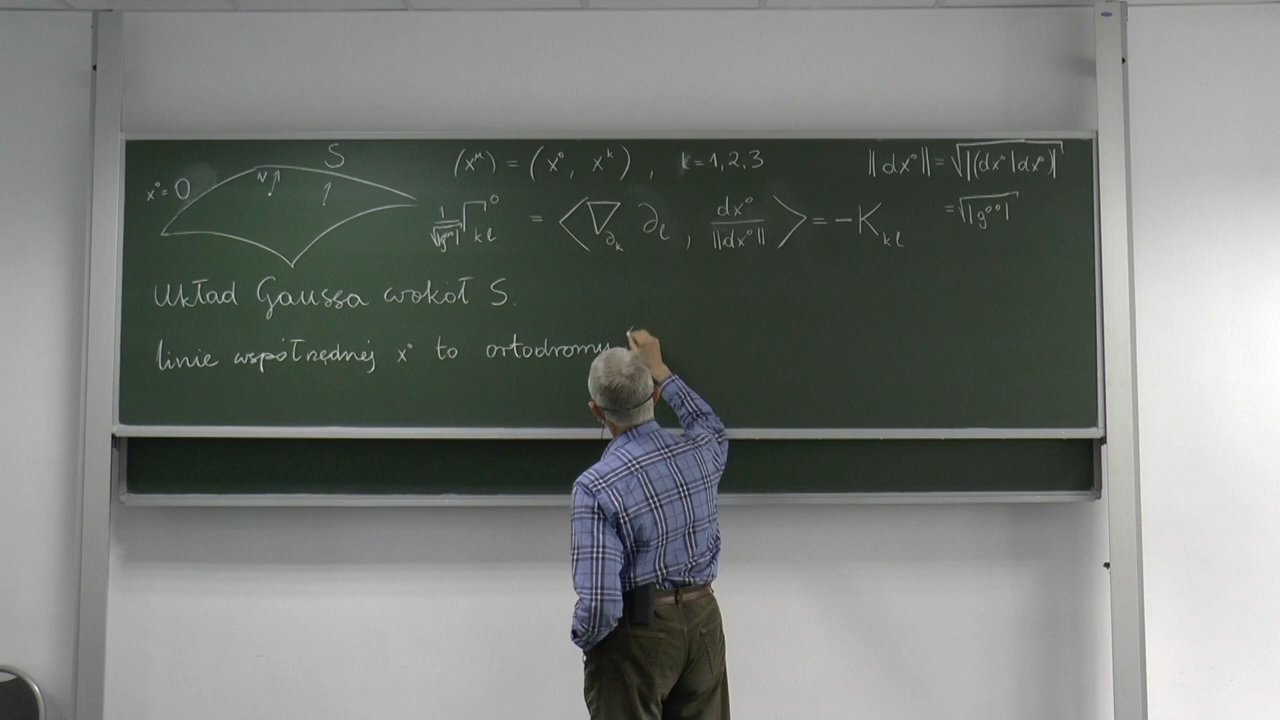 S (x^μ) = (x⁰, x^k), k=1,2,3 ‖dx⁰‖ = √|(dx⁰|dx⁰)|
x⁰=0 N
1/√|g⁰⁰| Γ⁰_kl = ⟨∇_∂k ∂_l, dx⁰/‖dx⁰‖⟩ = -K_kl = √|g⁰⁰|
Układ Gaussa wokół S.
linie współrzędnej x⁰ to ortodromy